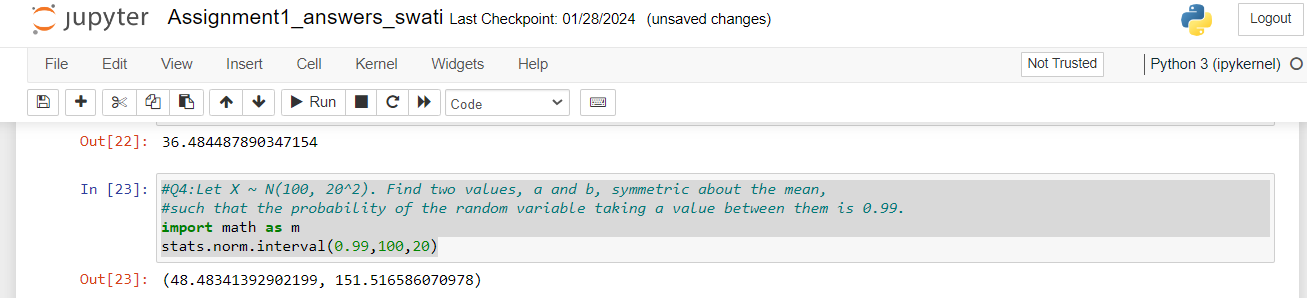 jupyter Assignment1_answers_swati Last Checkpoint: 01/28/2024 (unsaved changes)
Logout
File Edit View Insert Cell Kernel Widgets Help Not Trusted Python 3 (ipykernel)
Run Code
Out[22]: 36.484487890347154
In [23]: #Q4:Let X ~ N(100, 20^2). Find two values, a and b, symmetric about the mean,
#such that the probability of the random variable taking a value between them is 0.99.
import math as m
stats.norm.interval(0.99,100,20)
Out[23]: (48.48341392902199, 151.516586070978)